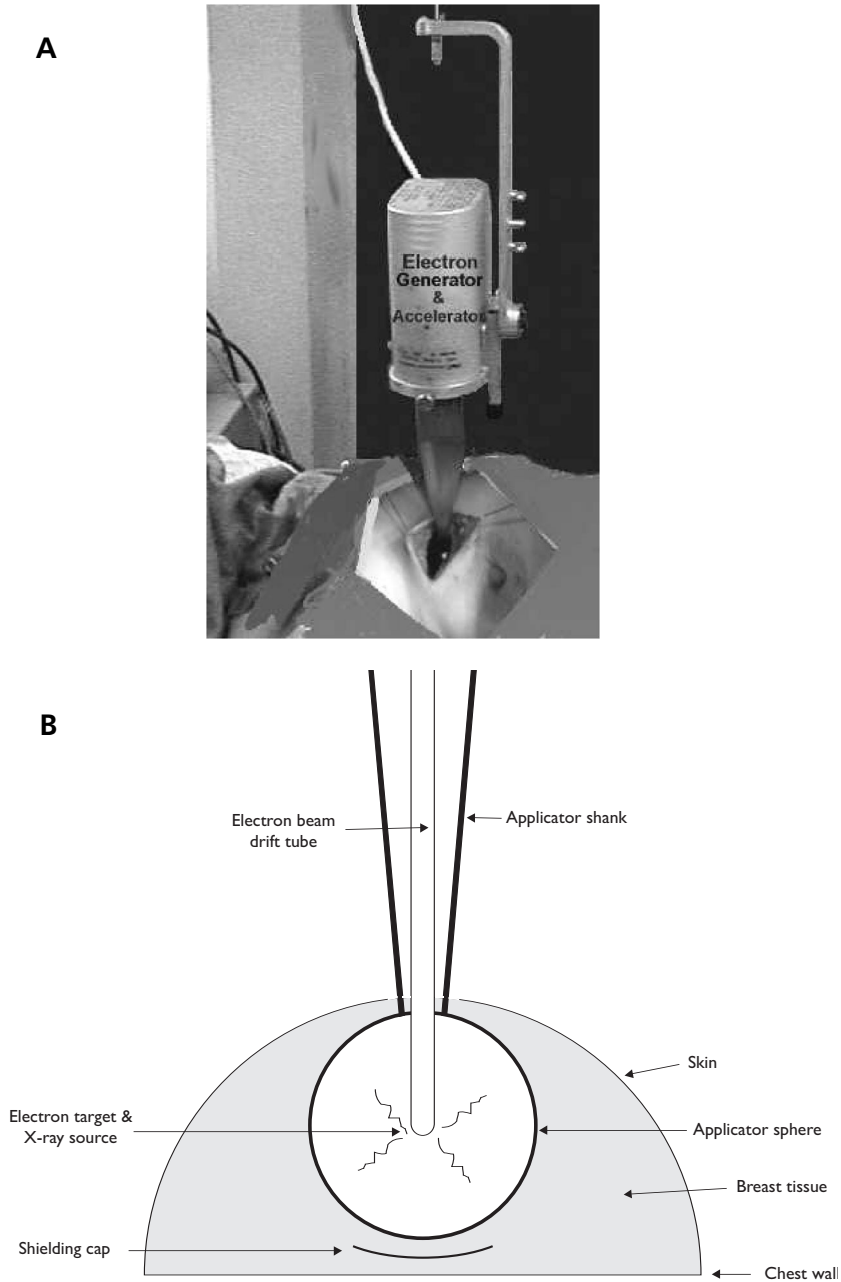 A
Electron
Generator
&
Accelerator
B
Electron beam
drift tube
Applicator shank
Skin
Electron target &
X-ray source
Applicator sphere
Breast tissue
Shielding cap
Chest wall